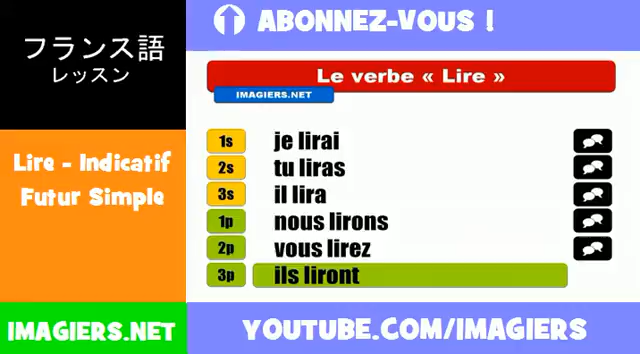 フランス語
レッスン
Lire - Indicatif
Futur Simple
IMAGIERS.NET
ABONNEZ-VOUS !
Le verbe « Lire »
IMAGIERS.NET
1s je lirai
2s tu liras
3s il lira
1p nous lirons
2p vous lirez
3p ils liront
YOUTUBE.COM/IMAGIERS